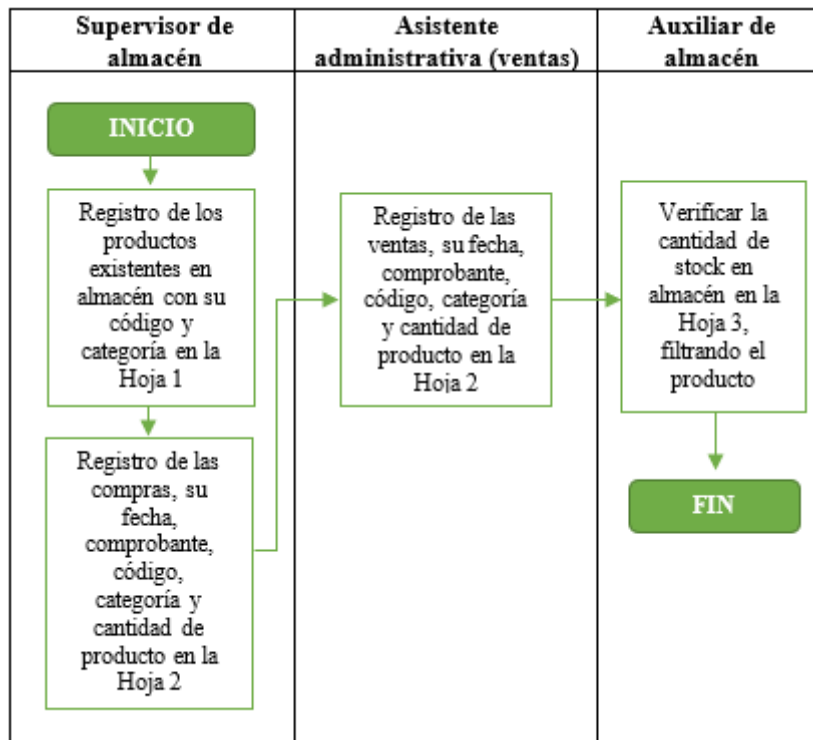 Supervisor de
almacén
Asistente
administrativa (ventas)
Auxiliar de
almacén
INICIO
Registro de los
productos
existentes en
almacén con su
código y
categoría en la
Hoja 1
Registro de las
compras, su
fecha,
comprobante,
código,
categoría y
cantidad de
producto en la
Hoja 2
Registro de las
ventas, su fecha,
comprobante,
código, categoría
y cantidad de
producto en la
Hoja 2
Verificar la
cantidad de
stock en
almacén en la
Hoja 3,
filtrando el
producto
FIN